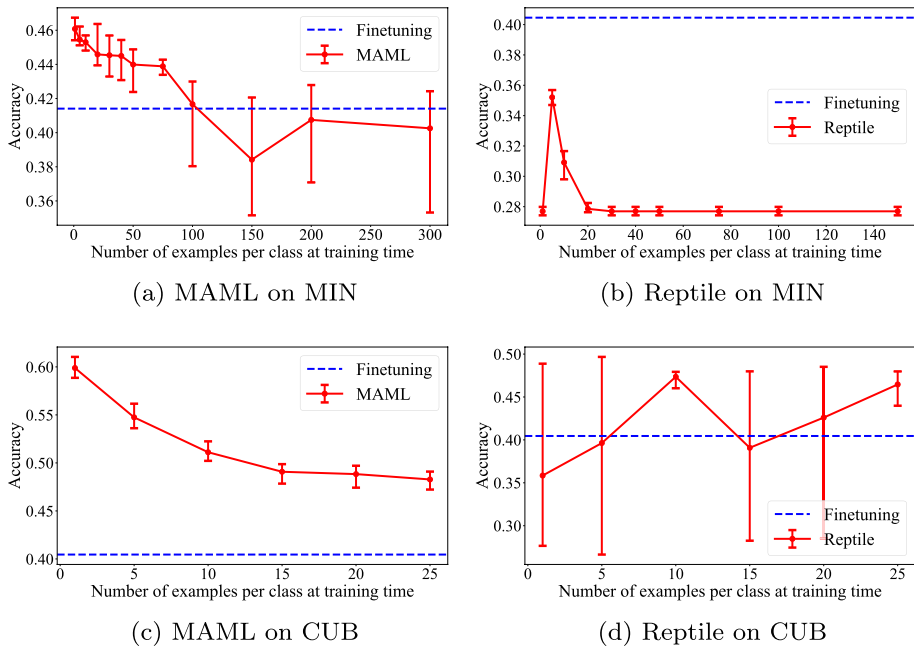 0.46
0.44
0.42
0.40
0.38
0.36
Accuracy
Finetuning
MAML
0 50 100 150 200 250 300
Number of examples per class at training time
(a) MAML on MIN
0.40
0.36
0.34
0.30
0.28
Accuracy
Finetuning
Reptile
0 20 40 60 80 100 120 140
Number of examples per class at training time
(b) Reptile on MIN
0.60
0.55
0.50
0.45
0.40
Accuracy
Finetuning
MAML
0 5 10 15 20 25
Number of examples per class at training time
(c) MAML on CUB
0.50
0.45
0.40
0.35
0.30
Accuracy
Finetuning
Reptile
0 5 10 15 20 25
Number of examples per class at training time
(d) Reptile on CUB